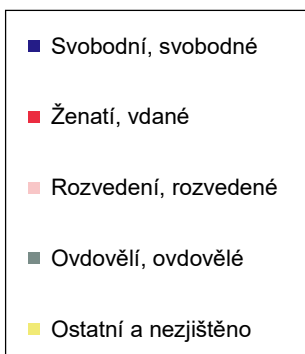 Svobodní, svobodné
Ženatí, vdané
Rozvedení, rozvedené
Ovdovělí, ovdovělé
Ostatní a nezjištěno